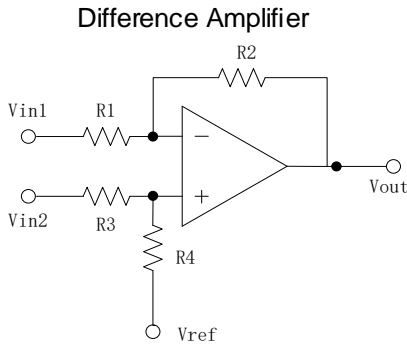 Difference Amplifier
R2
Vin1
R1
−
+
Vout
Vin2
R3
R4
Vref